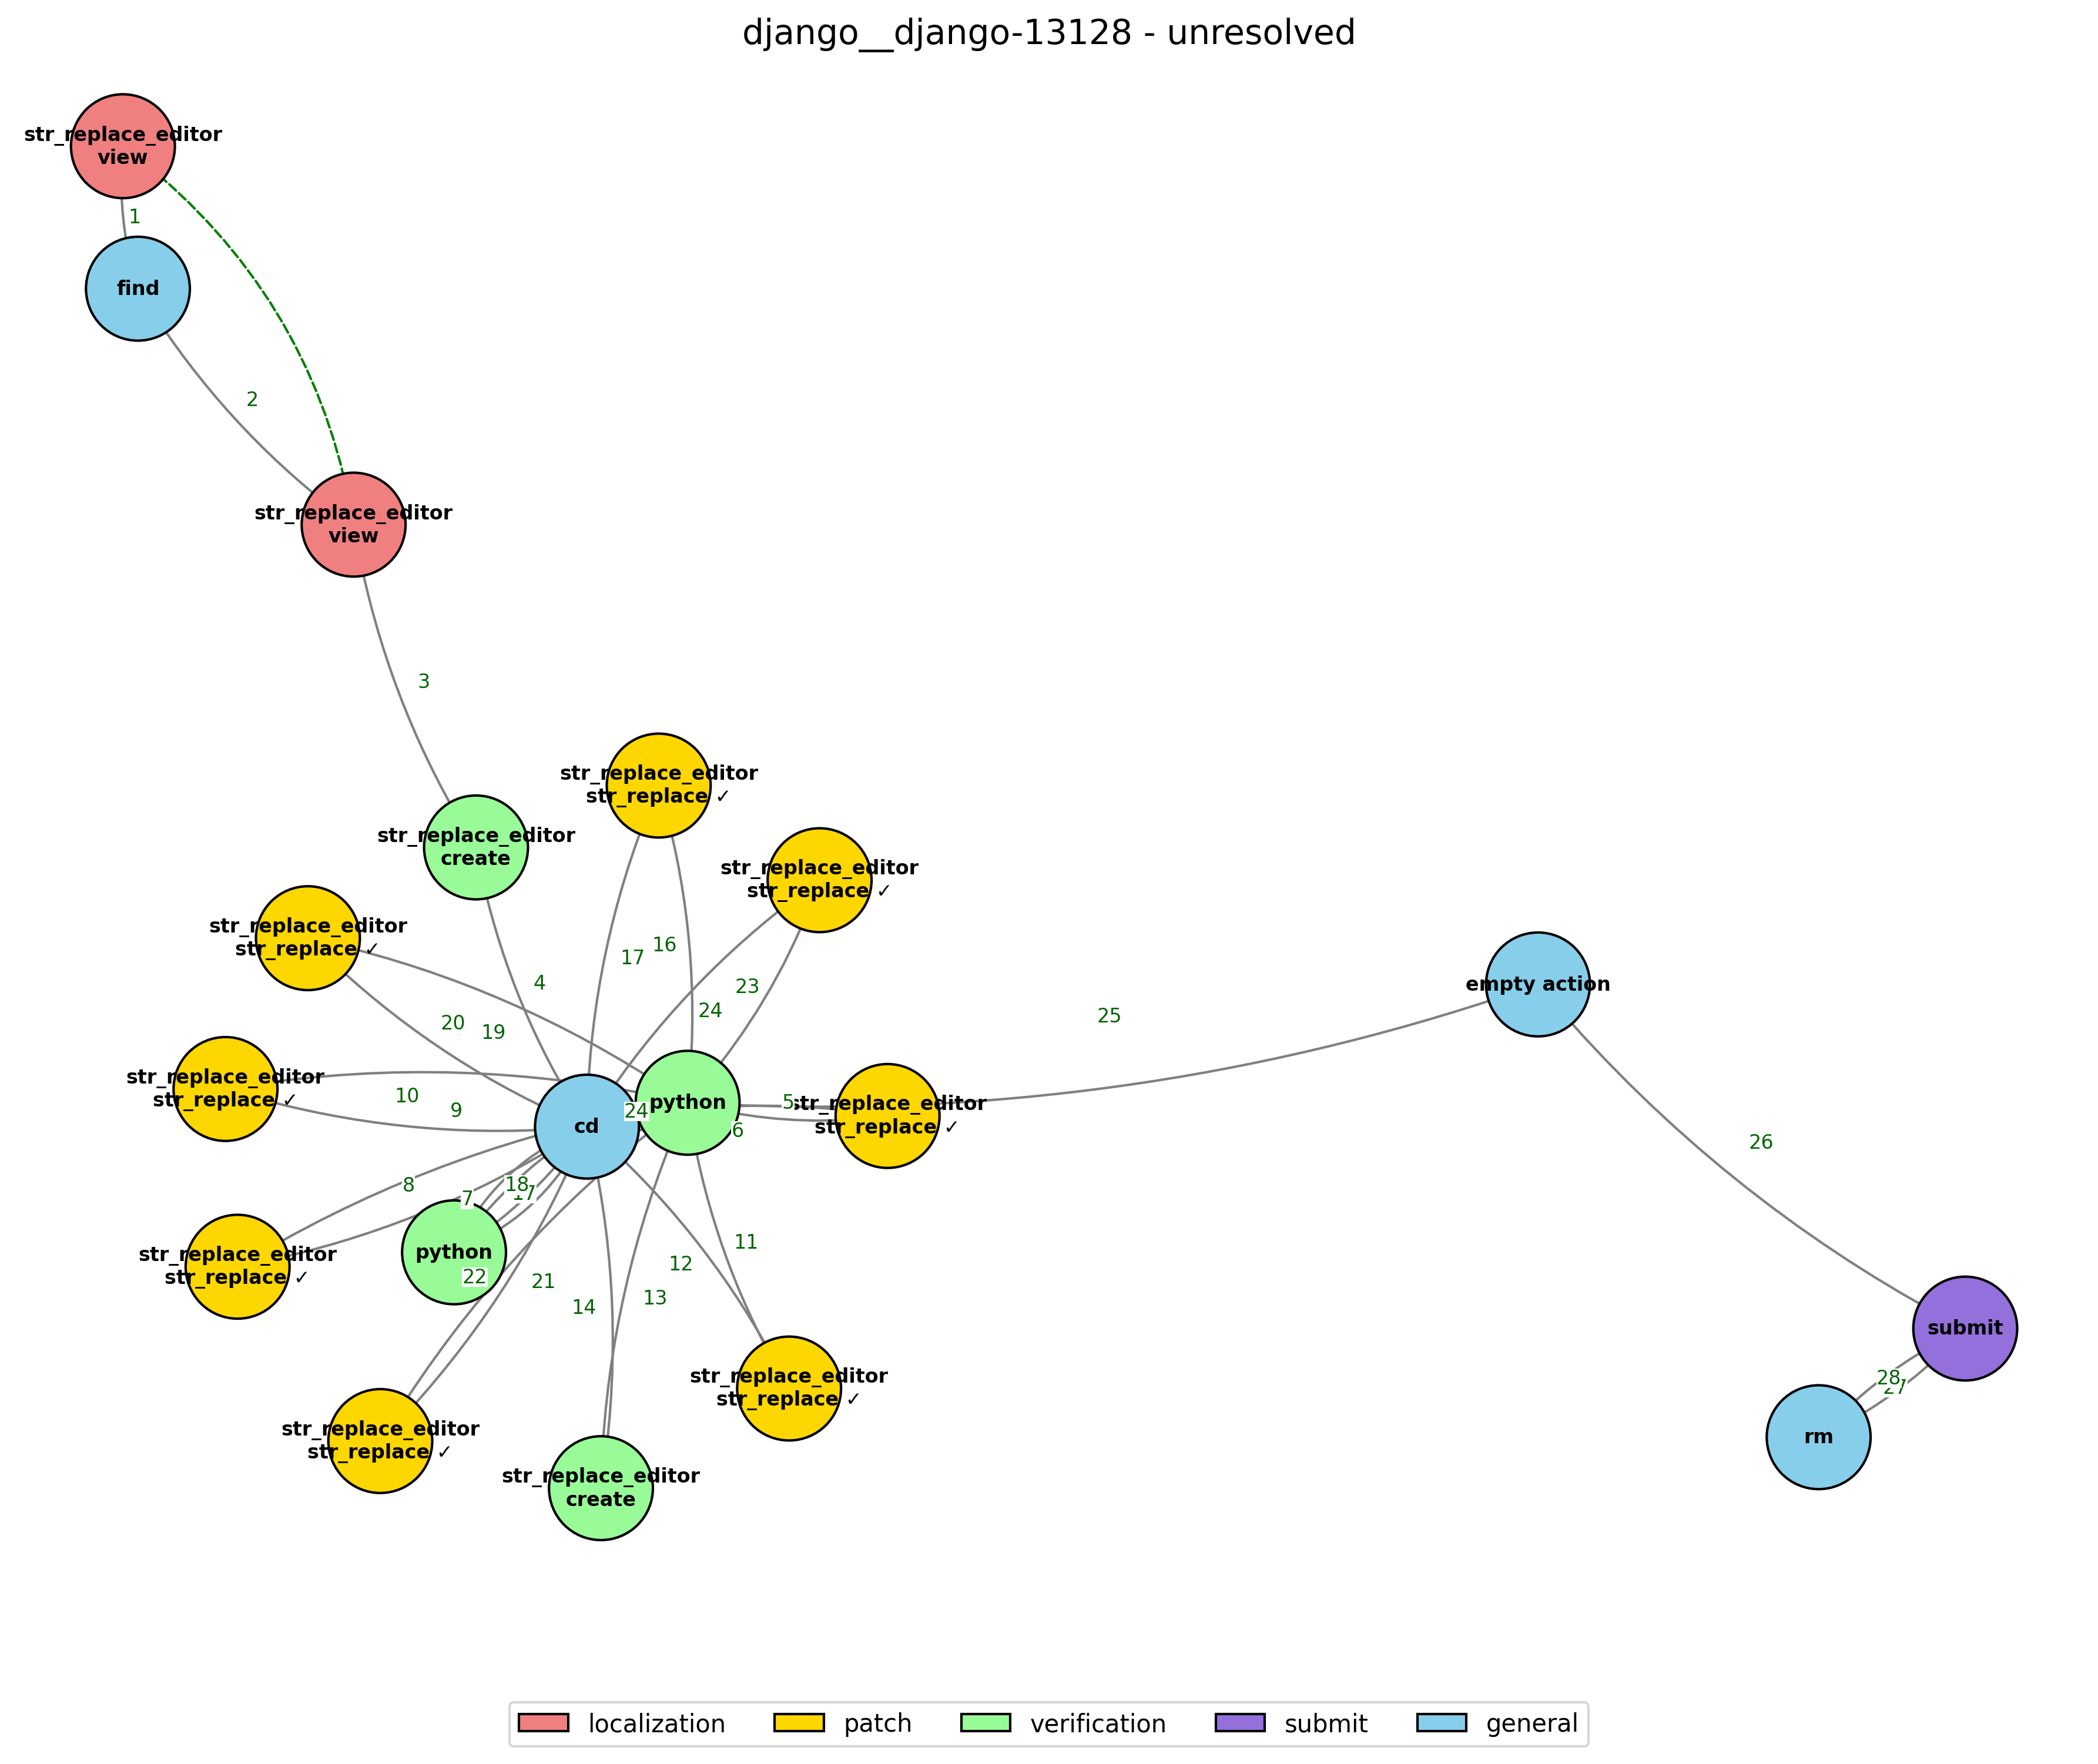 django__django-13128 - unresolved
str_replace_editor
view
1
find
2
str_replace_editor
view
3
str_replace_editor
str_replace ✓
str_replace_editor
create
str_replace_editor
str_replace ✓
str_replace_editor
str_replace ✓
17
16
4
23
24
20
19
empty action
25
str_replace_editor
str_replace ✓
10
9
cd
24
python
5
6
str_replace_editor
str_replace ✓
26
8
7
18
17
str_replace_editor
str_replace ✓
python
22
21
14
13
12
11
submit
28
27
rm
str_replace_editor
str_replace ✓
str_replace_editor
str_replace ✓
str_replace_editor
create
localization
patch
verification
submit
general